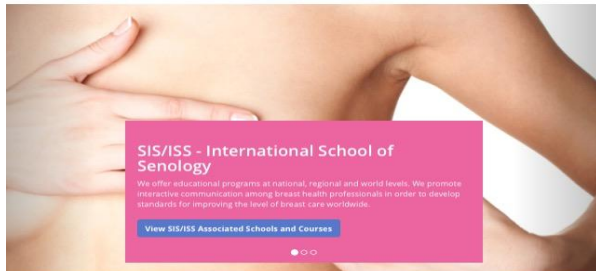 SIS/ISS - International School of
Senology
We offer educational programs at national, regional and world levels. We promote
interactive communication among breast health professionals in order to develop
standards for improving the level of breast care worldwide.
View SIS/ISS Associated Schools and Courses